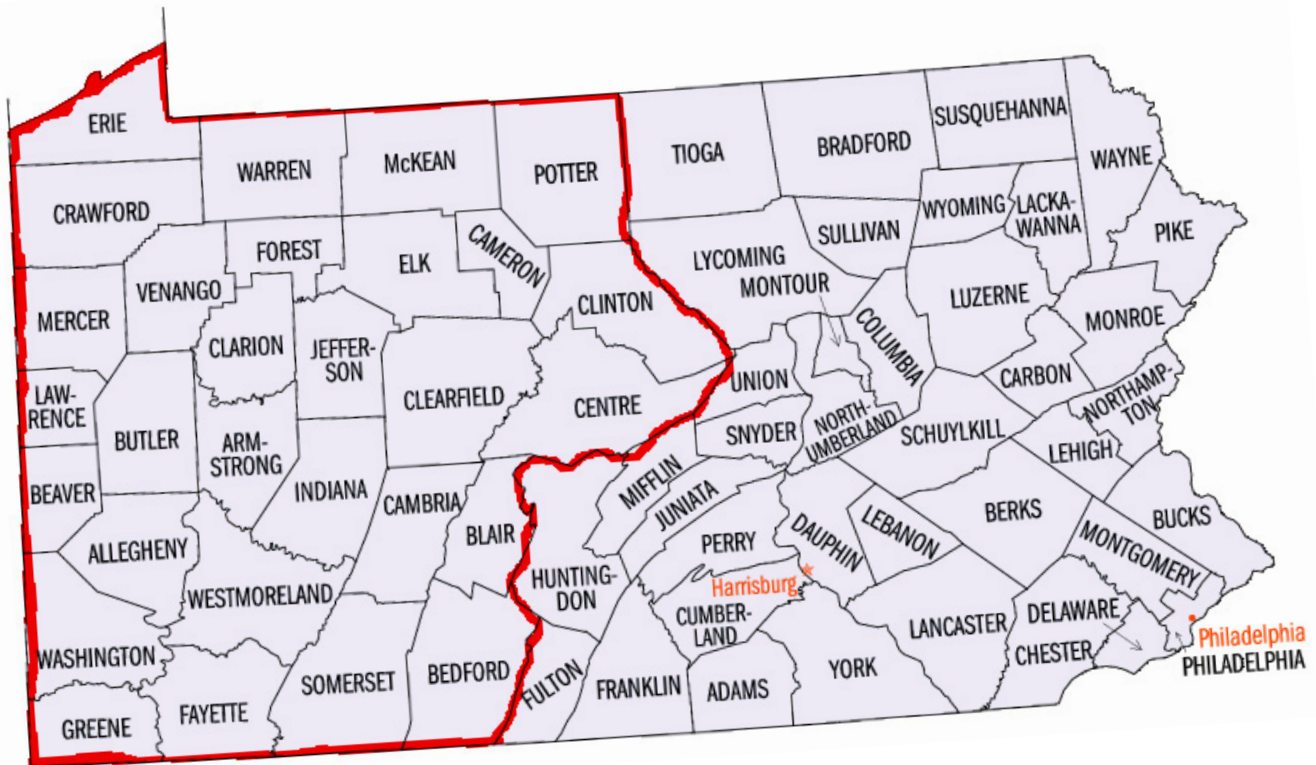 ERIE
WARREN
McKEAN
POTTER
TIOGA
BRADFORD
SUSQUEHANNA
WAYNE
CRAWFORD
FOREST
ELK
CAMERON
LYCOMING
SULLIVAN
WYOMING
LACKA-
WANNA
PIKE
MERCER
VENANGO
CLARION
JEFFER-
SON
CLINTON
MONTOUR
COLUMBIA
LUZERNE
MONROE
LAW-
RENCE
BUTLER
ARM-
STRONG
CLEARFIELD
CENTRE
UNION
SNYDER
NORTH-
UMBERLAND
SCHUYLKILL
CARBON
NORTHAMP-
TON
LEHIGH
BEAVER
INDIANA
CAMBRIA
BLAIR
MIFFLIN
JUNIATA
PERRY
DAUPHIN
LEBANON
BERKS
BUCKS
MONTGOMERY
ALLEGHENY
WESTMORELAND
HUNTING-
DON
Harrisburg
CUMBER-
LAND
LANCASTER
DELAWARE
CHESTER
Philadelphia
PHILADELPHIA
WASHINGTON
GREENE
FAYETTE
SOMERSET
BEDFORD
FULTON
FRANKLIN
ADAMS
YORK